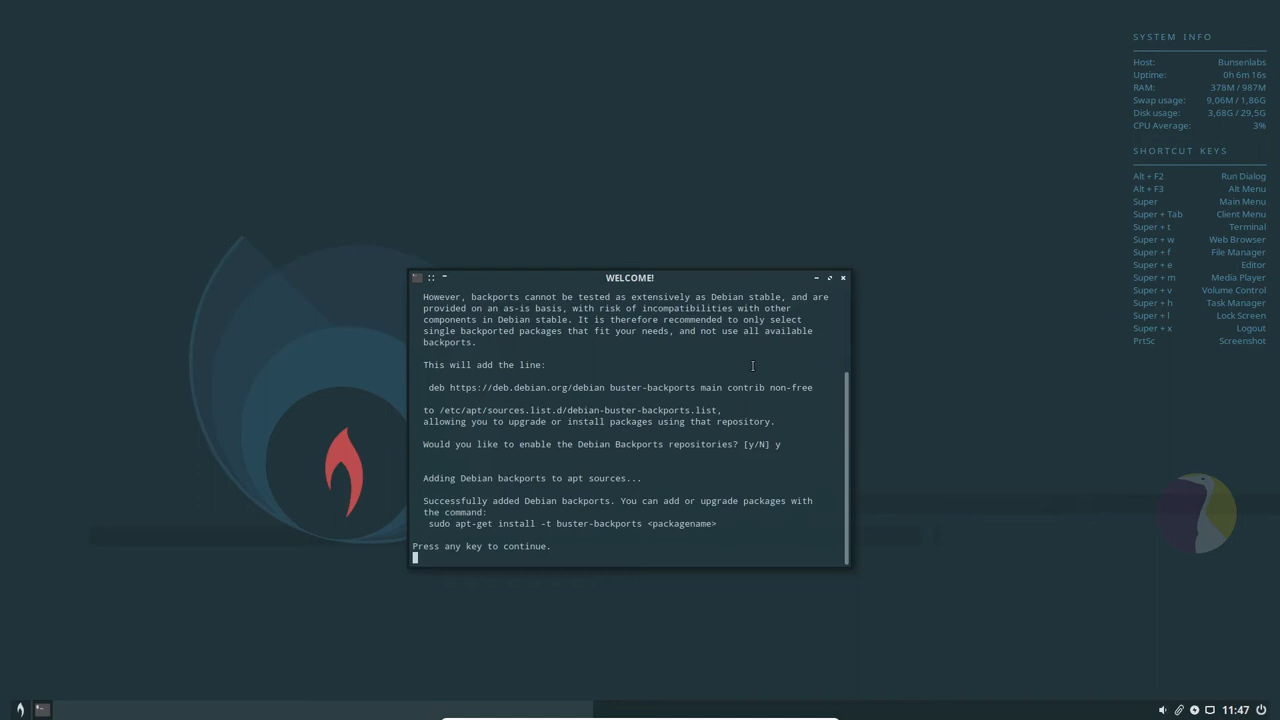 SYSTEM INFO
Host: Bunsenlabs
Uptime: 0h 6m 16s
RAM: 378M / 987M
Swap usage: 9,06M / 1,86G
Disk usage: 3,68G / 29,5G
CPU Average: 3%
SHORTCUT KEYS
Alt + F2 Run Dialog
Alt + F3 Alt Menu
Super Main Menu
Super + Tab Client Menu
Super + t Terminal
Super + w Web Browser
Super + f File Manager
Super + e Editor
Super + m Media Player
Super + v Volume Control
Super + h Task Manager
Super + l Lock Screen
Super + x Logout
PrtSc Screenshot
WELCOME!
However, backports cannot be tested as extensively as Debian stable, and are
provided on an as-is basis, with risk of incompatibilities with other
components in Debian stable. It is therefore recommended to only select
single backported packages that fit your needs, and not use all available
backports.
This will add the line:
deb https://deb.debian.org/debian buster-backports main contrib non-free
to /etc/apt/sources.list.d/debian-buster-backports.list,
allowing you to upgrade or install packages using that repository.
Would you like to enable the Debian Backports repositories? [y/N] y
Adding Debian backports to apt sources...
Successfully added Debian backports. You can add or upgrade packages with
the command:
sudo apt-get install -t buster-backports <packagename>
Press any key to continue.
11:47